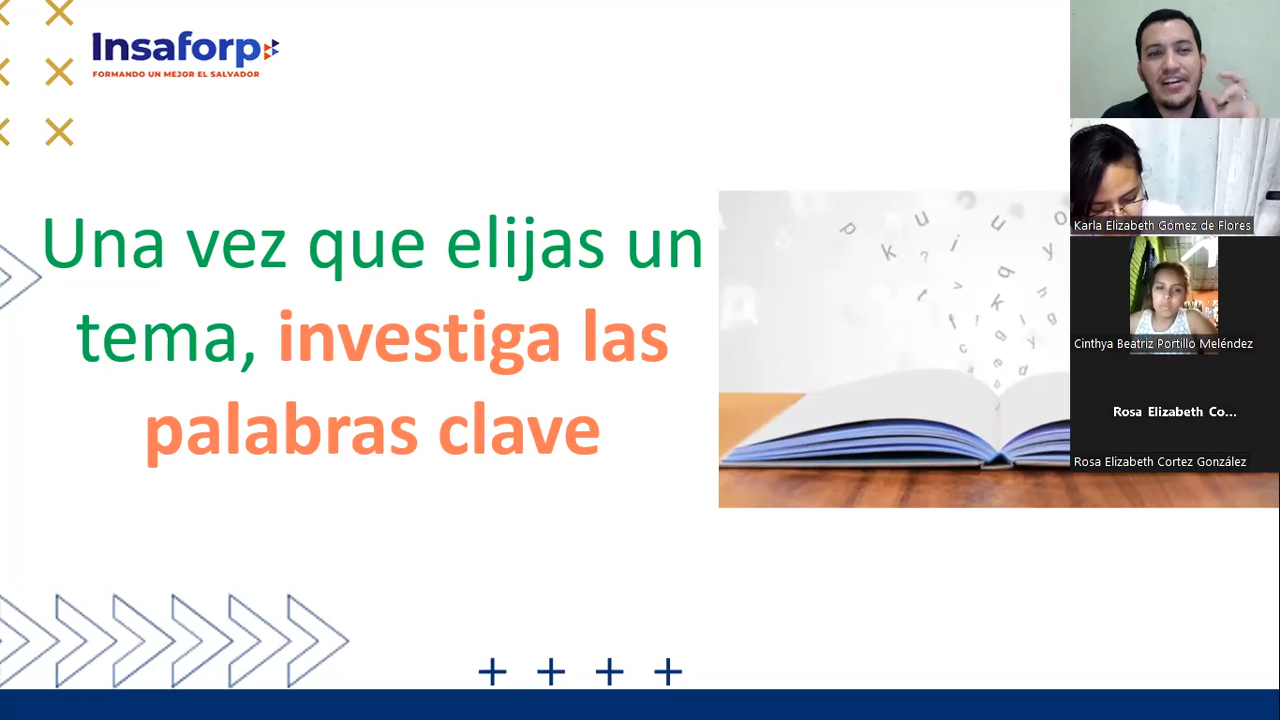 Insaforp
FORMANDO UN MEJOR EL SALVADOR
Una vez que elijas un
tema, investiga las
palabras clave
Karla Elizabeth Gómez de Flores
Cinthya Beatriz Portillo Meléndez
Rosa Elizabeth Co...
Rosa Elizabeth Cortez González